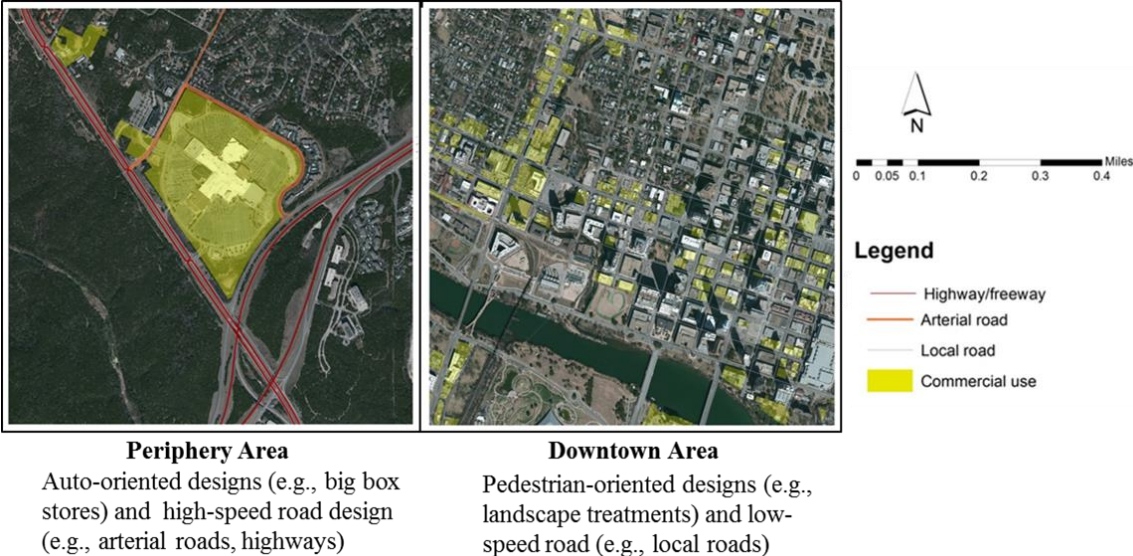 N
Miles
0 0.05 0.1 0.2 0.3 0.4
Legend
Highway/freeway
Arterial road
Local road
Commercial use
Periphery Area
Auto-oriented designs (e.g., big box
stores) and high-speed road design
(e.g., arterial roads, highways)
Downtown Area
Pedestrian-oriented designs (e.g.,
landscape treatments) and low-
speed road (e.g., local roads)